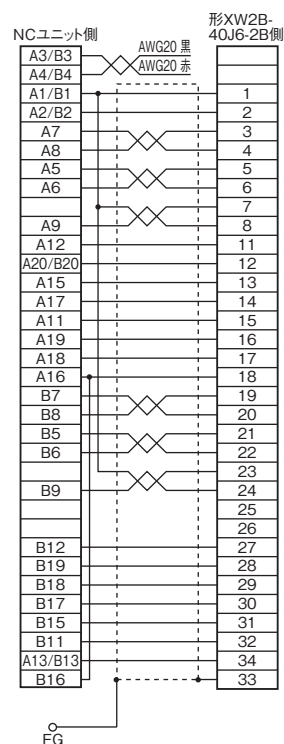 NCユニット側
形XW2B-
40J6-2B側
A3/B3 AWG20 黒
A4/B4 AWG20 赤
A1/B1 1
A2/B2 2
A7 3
A8 4
A5 5
A6 6
7
A9 8
A12 11
A20/B20 12
A15 13
A17 14
A11 15
A19 16
A18 17
A16 18
B7 19
B8 20
B5 21
B6 22
23
B9 24
25
26
B12 27
B19 28
B18 29
B17 30
B15 31
B11 32
A13/B13 34
B16 33
FG